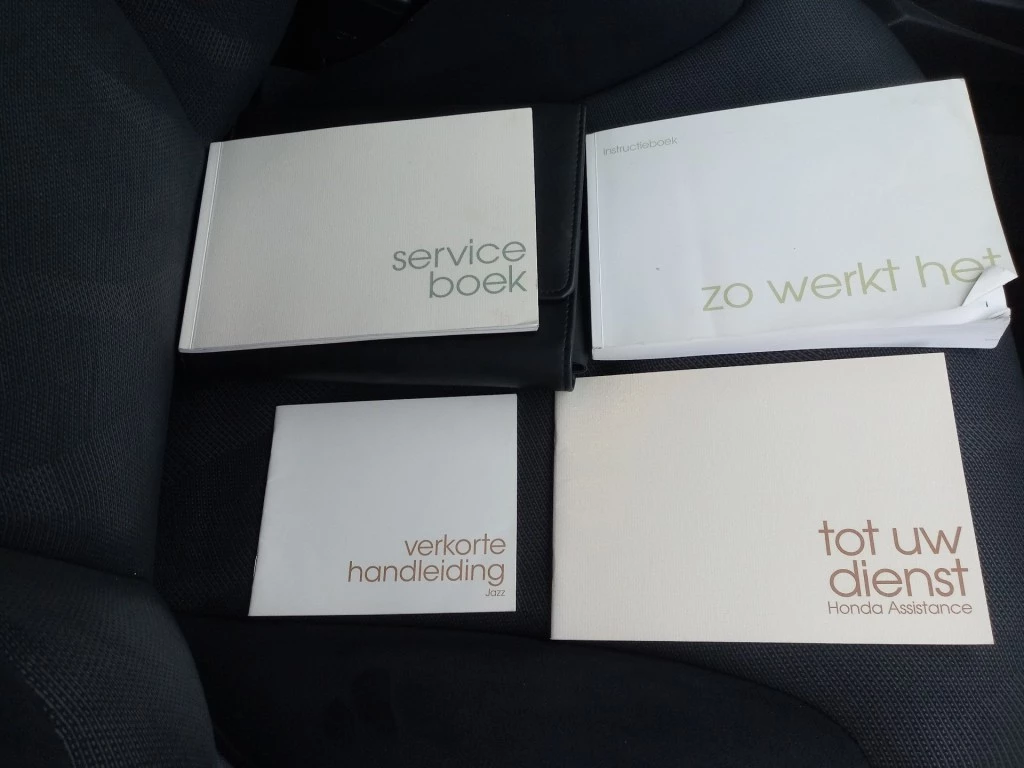 service
boek
instructieboek
zo werkt het
verkorte
handleiding
Jazz
tot uw
dienst
Honda Assistance